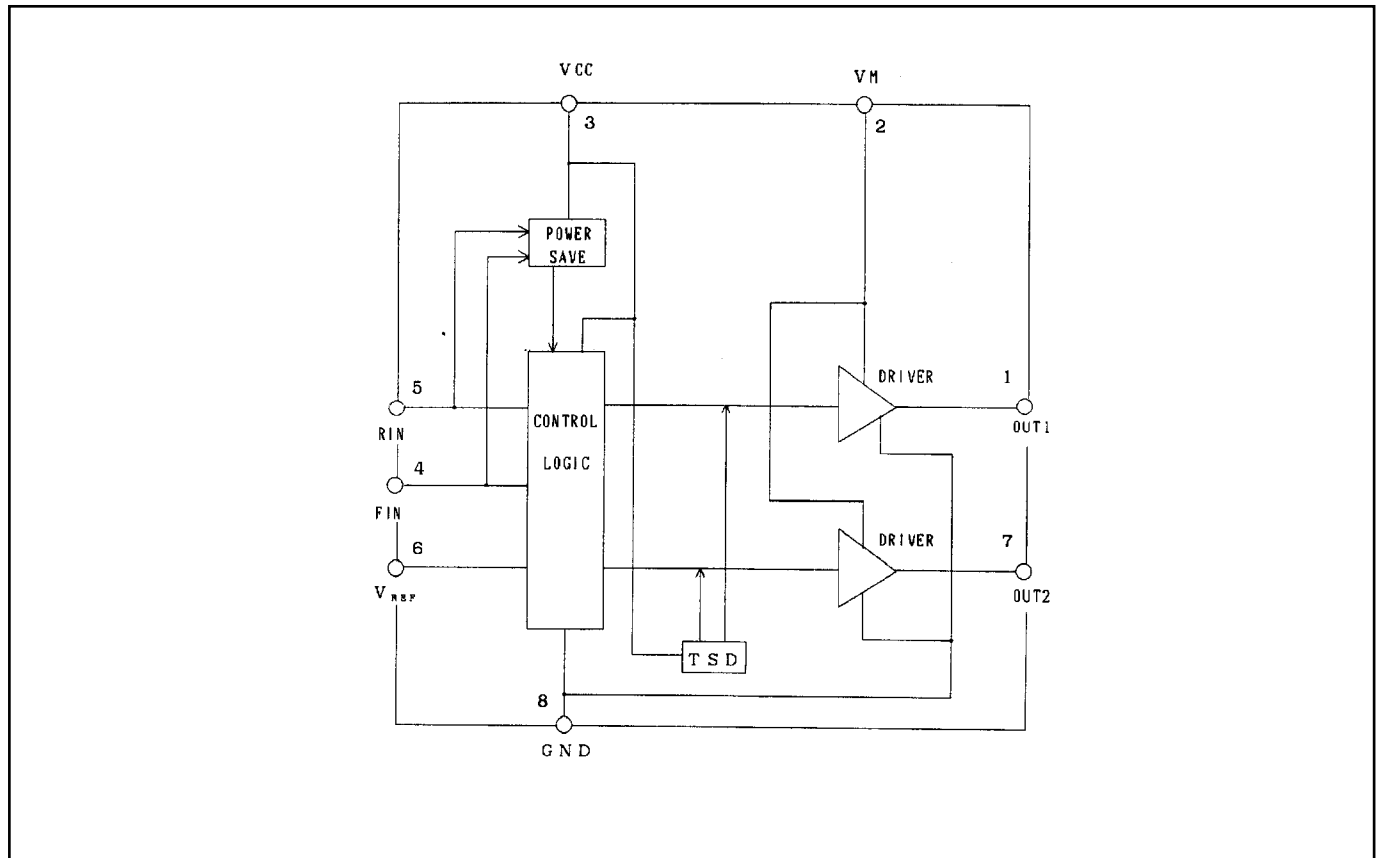 VCC
VM
3
2
POWER
SAVE
5
DRIVER
1
RIN
CONTROL
LOGIC
OUT1
4
FIN
DRIVER
7
6
VREF
OUT2
TSD
8
GND